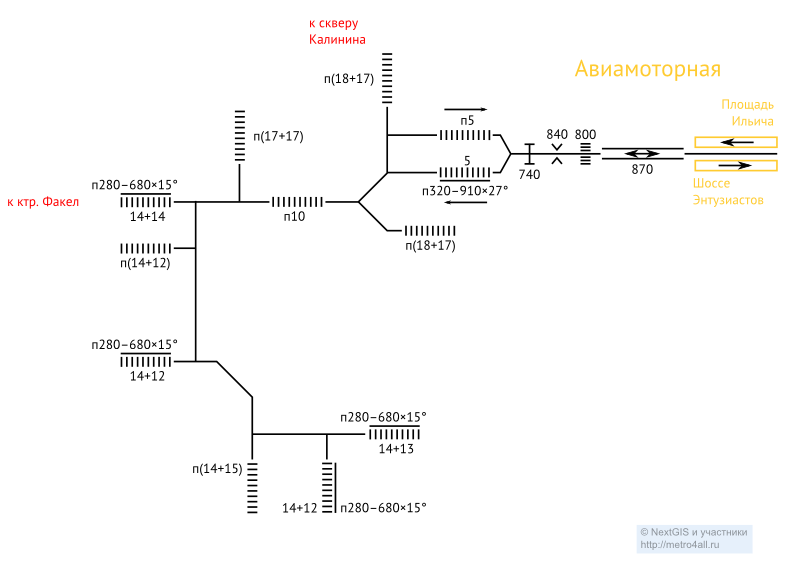 к скверу
Калинина
Авиамоторная
п(18+17)
Площадь
Ильича
п5
п(17+17)
840
800
5
740
870
п280–680×15°
п320–910×27°
Шоссе
Энтузиастов
к ктр. Факел
14+14
п10
п(18+17)
п(14+12)
п280–680×15°
14+12
п280–680×15°
14+13
п(14+15)
14+12
п280–680×15°
© NextGIS и участники
http://metro4all.ru